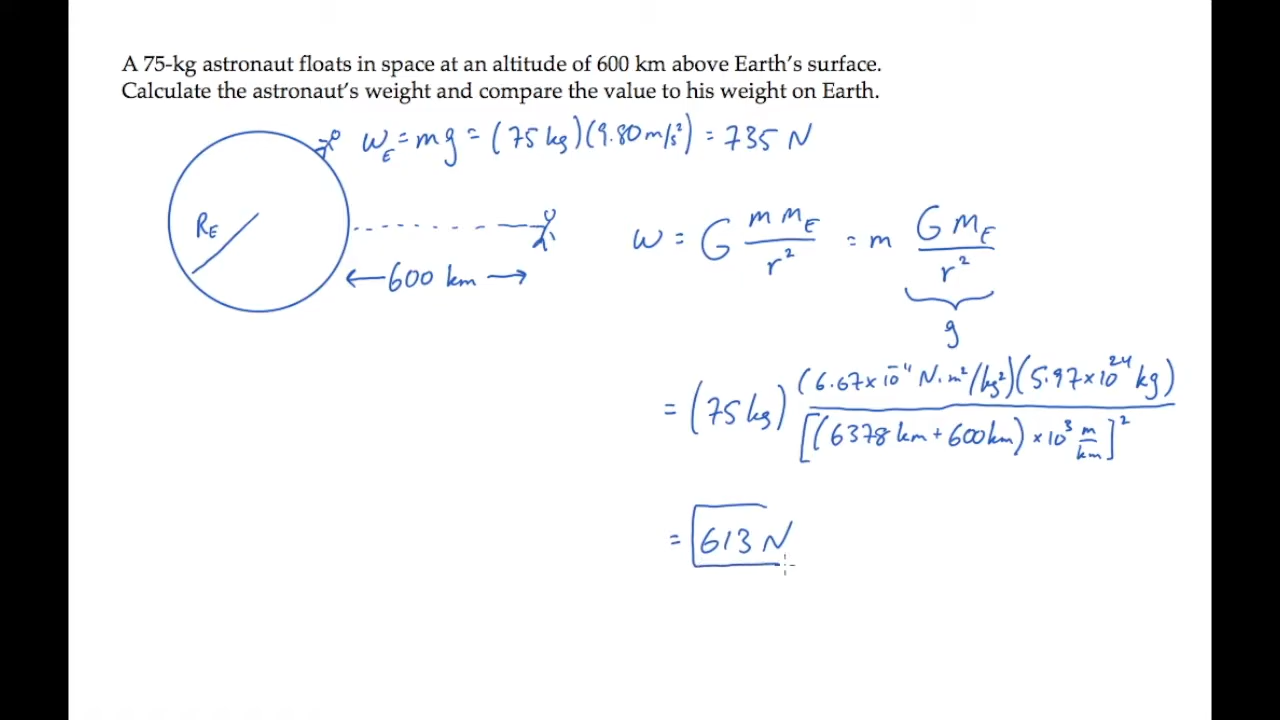 A 75-kg astronaut floats in space at an altitude of 600 km above Earth's surface.
Calculate the astronaut's weight and compare the value to his weight on Earth.
w_E = mg = (75 kg)(9.80 m/s²) = 735 N
R_E
600 km
w = G m m_E / r² = m G m_E / r²
g
= (75 kg) (6.67 × 10⁻¹¹ N·m²/kg²)(5.97 × 10²⁴ kg) / [(6378 km + 600 km) × 10³ m/km]²
= 613 N